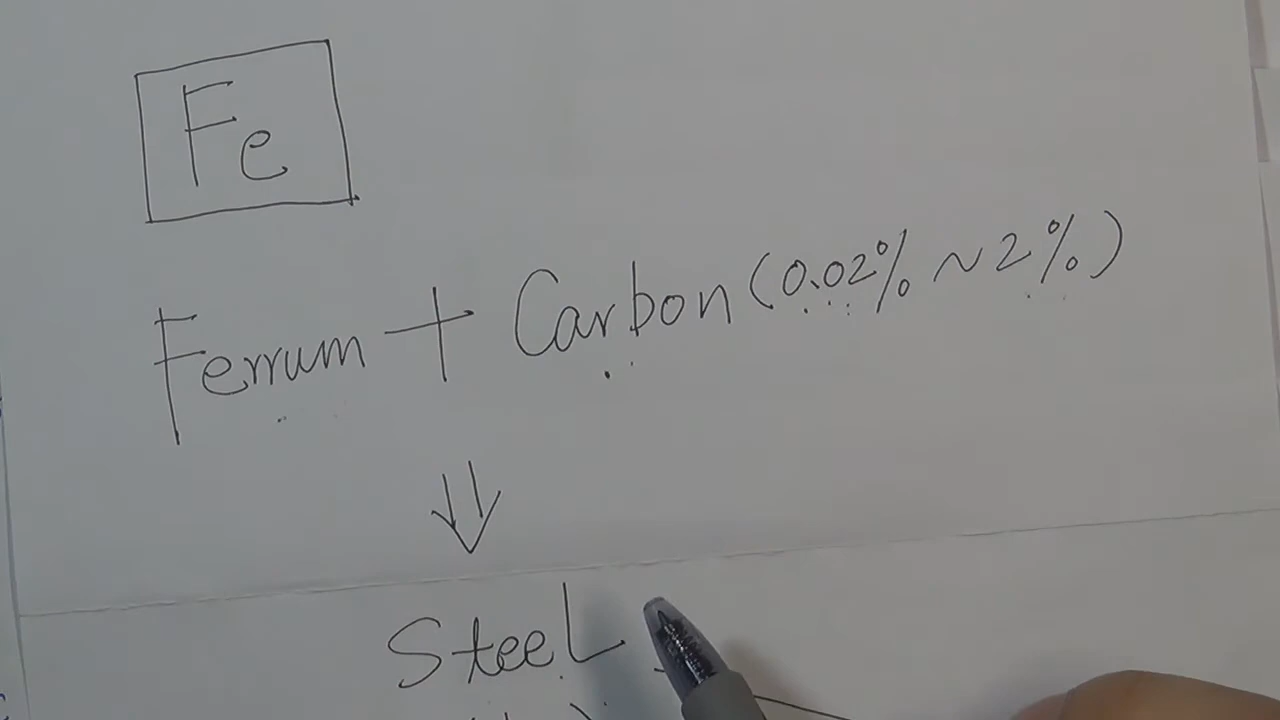 Fe
Ferrum + Carbon (0.02% ~ 2%)
⇓
Steel